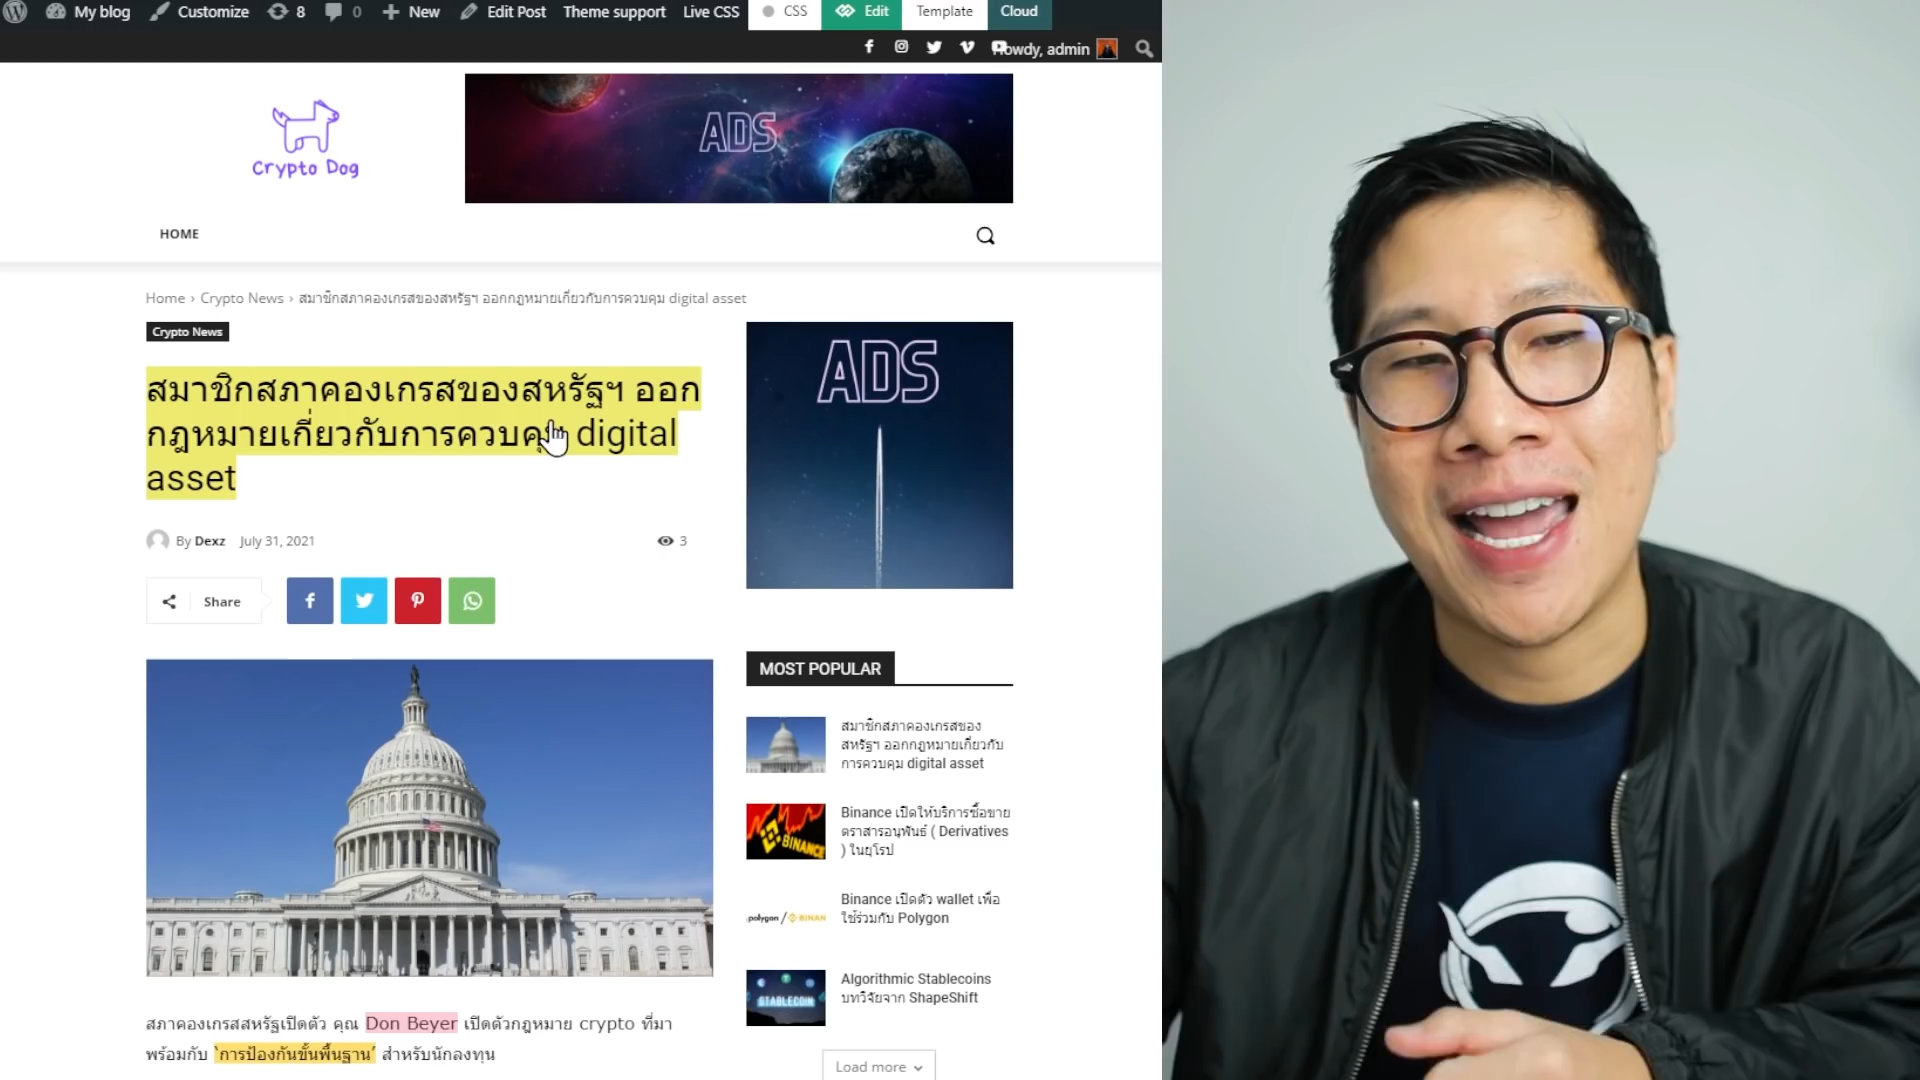 My blog Customize 8 0 New Edit Post Theme support Live CSS CSS Edit Template Cloud
Howdy, admin
Crypto Dog
ADS
HOME
Home › Crypto News › สมาชิกสภาคองเกรสของสหรัฐฯ ออกกฎหมายเกี่ยวกับการควบคุม digital asset
Crypto News
สมาชิกสภาคองเกรสของสหรัฐฯ ออก
กฎหมายเกี่ยวกับการควบคุม digital
asset
By Dexz July 31, 2021 3
Share
สภาคองเกรสสหรัฐเปิดตัว คุณ Don Beyer เปิดตัวกฎหมาย crypto ที่มา
พร้อมกับ ‘การป้องกันขั้นพื้นฐาน’ สำหรับนักลงทุน
ADS
MOST POPULAR
สมาชิกสภาคองเกรสของ
สหรัฐฯ ออกกฎหมายเกี่ยวกับ
การควบคุม digital asset
BINANCE
Binance เปิดให้บริการซื้อขาย
ตราสารอนุพันธ์ ( Derivatives
) ในยุโรป
polygon / BINAN
Binance เปิดตัว wallet เพื่อ
ใช้ร่วมกับ Polygon
STABLECOIN
Algorithmic Stablecoins
บทวิจัยจาก ShapeShift
Load more